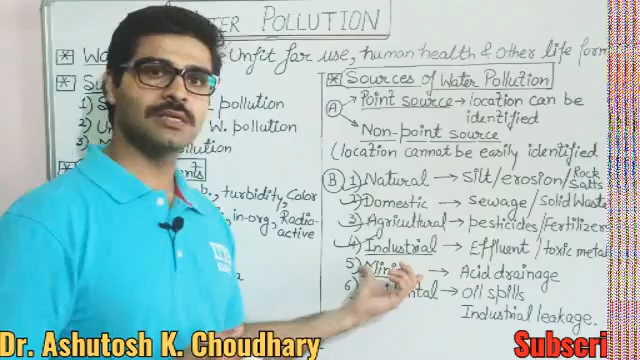 WATER POLLUTION
Unfit for use, human health & other life form
pollution
W. pollution
pollution
turbidity, Color
in-org, Radio-
active
Sources of Water Pollution
A → Point source → location can be
identified
→ Non-point source
(location cannot be easily identified
B 1) Natural → Silt/erosion/Rock
Salts
2) Domestic → Sewage/Solid Waste
3) Agricultural → pesticides/Fertilizers
4) Industrial → Effluent/toxic metal
5) → Acid drainage
6) → Oil spills
Industrial leakage.
Dr. Ashutosh K. Choudhary
Subscri